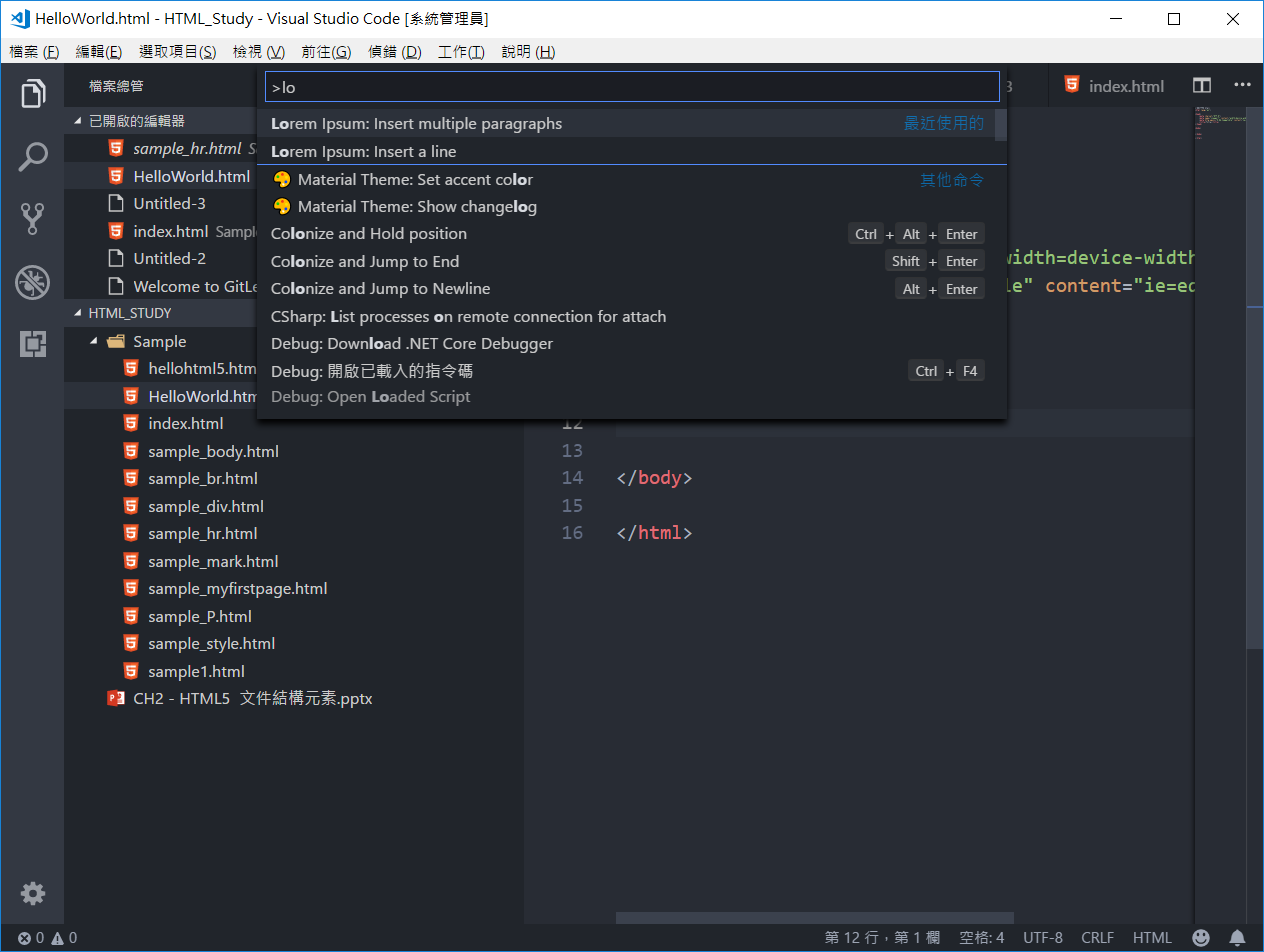 HelloWorld.html - HTML_Study - Visual Studio Code [系統管理員]
檔案 (F) 編輯(E) 選取項目(S) 檢視 (V) 前往(G) 偵錯 (D) 工作(T) 說明 (H)
檔案總管
已開啟的編輯器
sample_hr.html
HelloWorld.html
Untitled-3
index.html Sample
Untitled-2
Welcome to GitLe
HTML_STUDY
Sample
hellohtml5.htm
HelloWorld.htm
index.html
sample_body.html
sample_br.html
sample_div.html
sample_hr.html
sample_mark.html
sample_myfirstpage.html
sample_P.html
sample_style.html
sample1.html
CH2 - HTML5 文件結構元素.pptx
>lo
Lorem Ipsum: Insert multiple paragraphs 最近使用的
Lorem Ipsum: Insert a line
Material Theme: Set accent color 其他命令
Material Theme: Show changelog
Colonize and Hold position Ctrl + Alt + Enter
Colonize and Jump to End Shift + Enter
Colonize and Jump to Newline Alt + Enter
CSharp: List processes on remote connection for attach
Debug: Download .NET Core Debugger
Debug: 開啟已載入的指令碼 Ctrl + F4
Debug: Open Loaded Script
3 index.html
width=device-width
le" content="ie=ed
12
13
14 </body>
15
16 </html>
0 0
第 12 行，第 1 欄 空格: 4 UTF-8 CRLF HTML